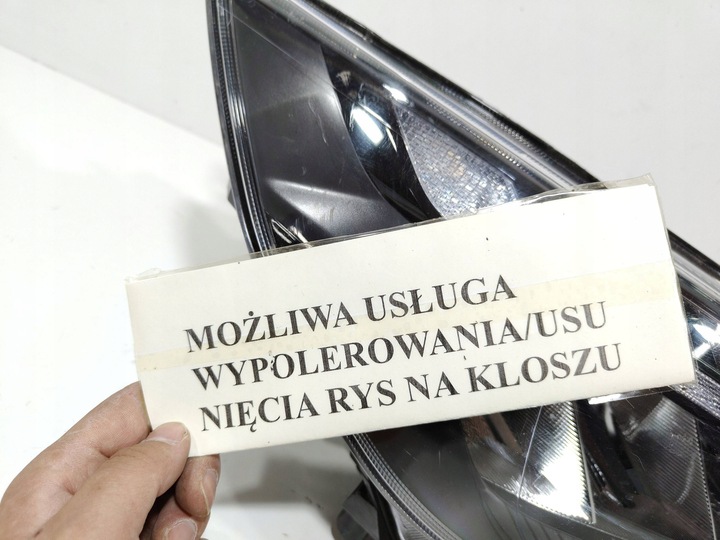 MOŻLIWA USŁUGA
WYPOLEROWANIA/USU
NIĘCIA RYS NA KLOSZU